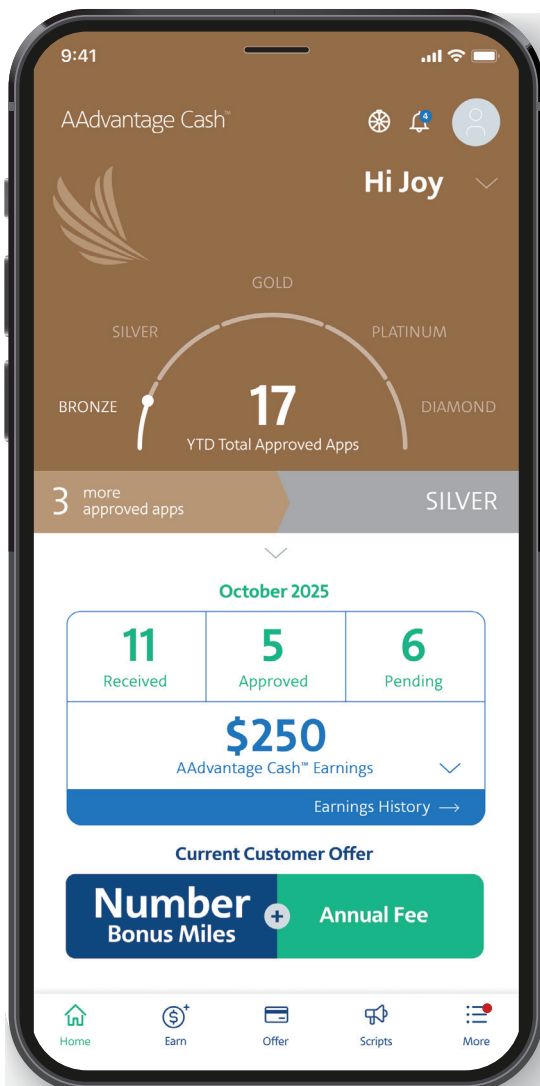 9:41
AAdvantage Cash™
4
Hi Joy
GOLD
SILVER
PLATINUM
BRONZE
17
DIAMOND
YTD Total Approved Apps
3 more
approved apps
SILVER
October 2025
11
5
6
Received
Approved
Pending
$250
AAdvantage Cash™ Earnings
Earnings History →
Current Customer Offer
Number
Bonus Miles
+
Annual Fee
Home
Earn
Offer
Scripts
More